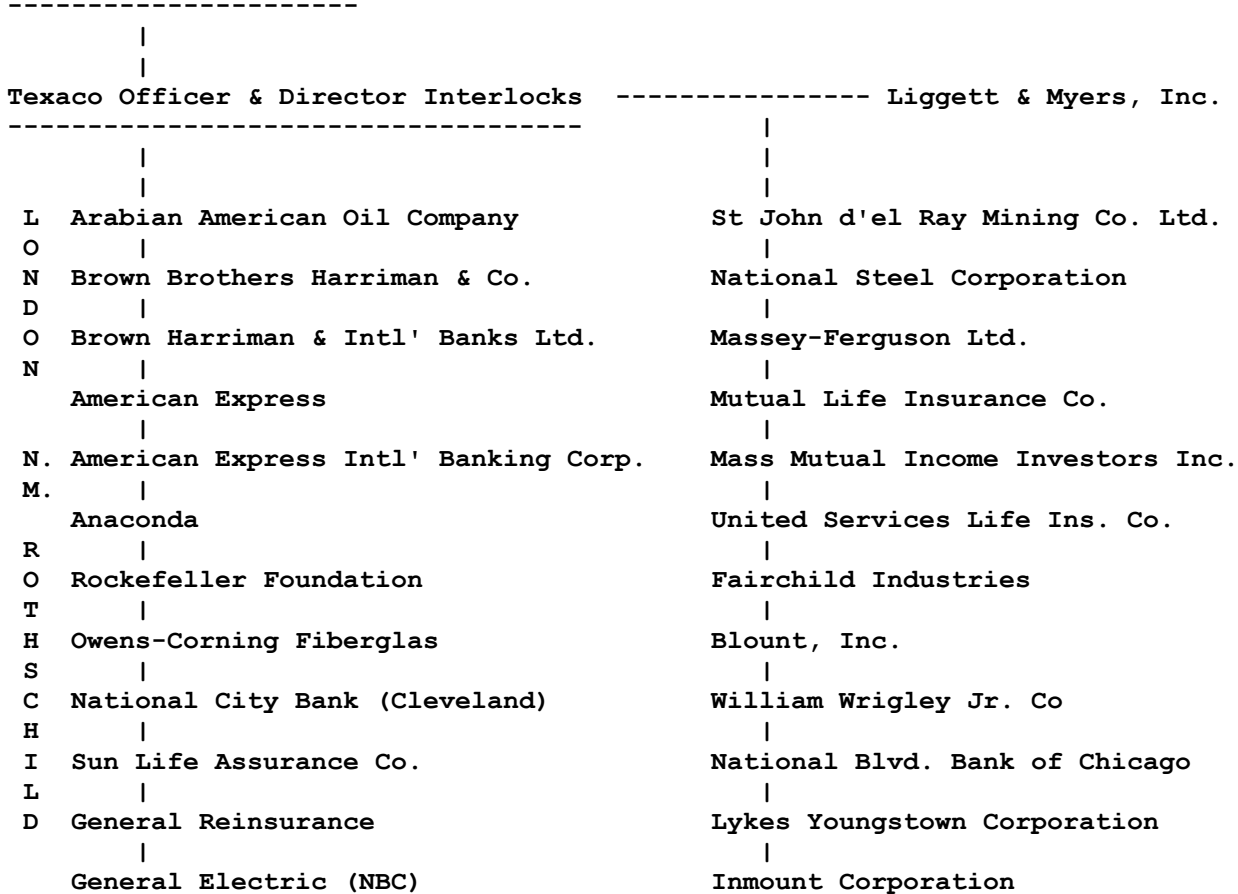 ----------------------
|
|
Texaco Officer & Director Interlocks ---------------- Liggett & Myers, Inc.
------------------------------------ |
| |
| |
L Arabian American Oil Company St John d'el Ray Mining Co. Ltd.
O | |
N Brown Brothers Harriman & Co. National Steel Corporation
D | |
O Brown Harriman & Intl' Banks Ltd. Massey-Ferguson Ltd.
N | |
American Express Mutual Life Insurance Co.
| |
N. American Express Intl' Banking Corp. Mass Mutual Income Investors Inc.
M. | |
Anaconda United Services Life Ins. Co.
R | |
O Rockefeller Foundation Fairchild Industries
T | |
H Owens-Corning Fiberglas Blount, Inc.
S | |
C National City Bank (Cleveland) William Wrigley Jr. Co
H | |
I Sun Life Assurance Co. National Blvd. Bank of Chicago
L | |
D General Reinsurance Lykes Youngstown Corporation
| |
General Electric (NBC) Inmount Corporation